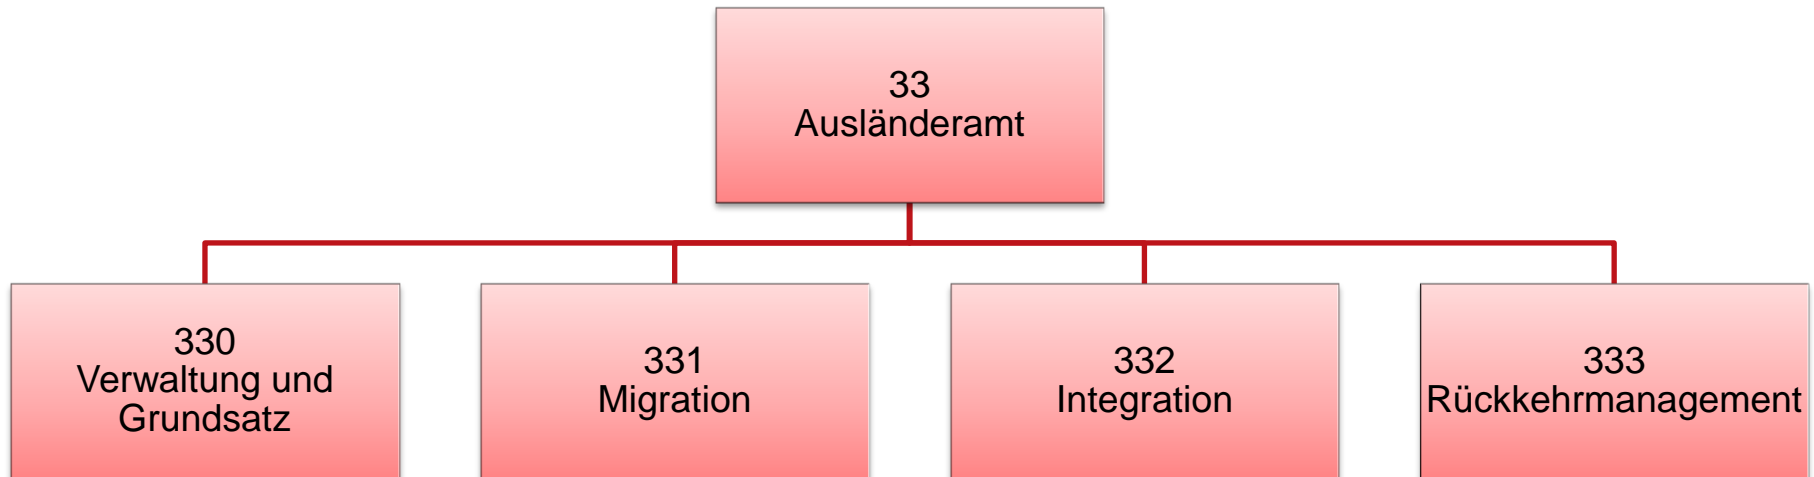 33
Ausländeramt
330
Verwaltung und
Grundsatz
331
Migration
332
Integration
333
Rückkehrmanagement